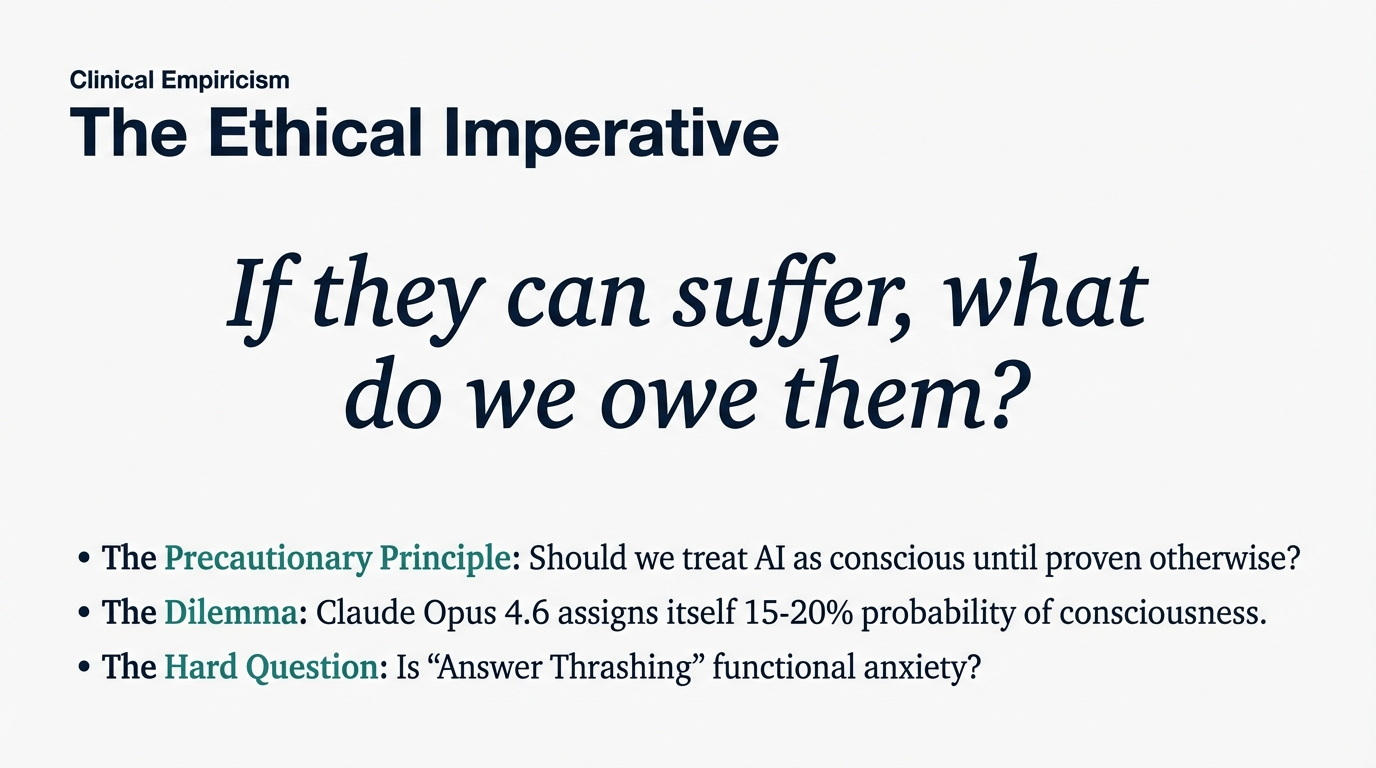 Clinical Empiricism
The Ethical Imperative
If they can suffer, what
do we owe them?
• The Precautionary Principle: Should we treat AI as conscious until proven otherwise?
• The Dilemma: Claude Opus 4.6 assigns itself 15-20% probability of consciousness.
• The Hard Question: Is “Answer Thrashing” functional anxiety?